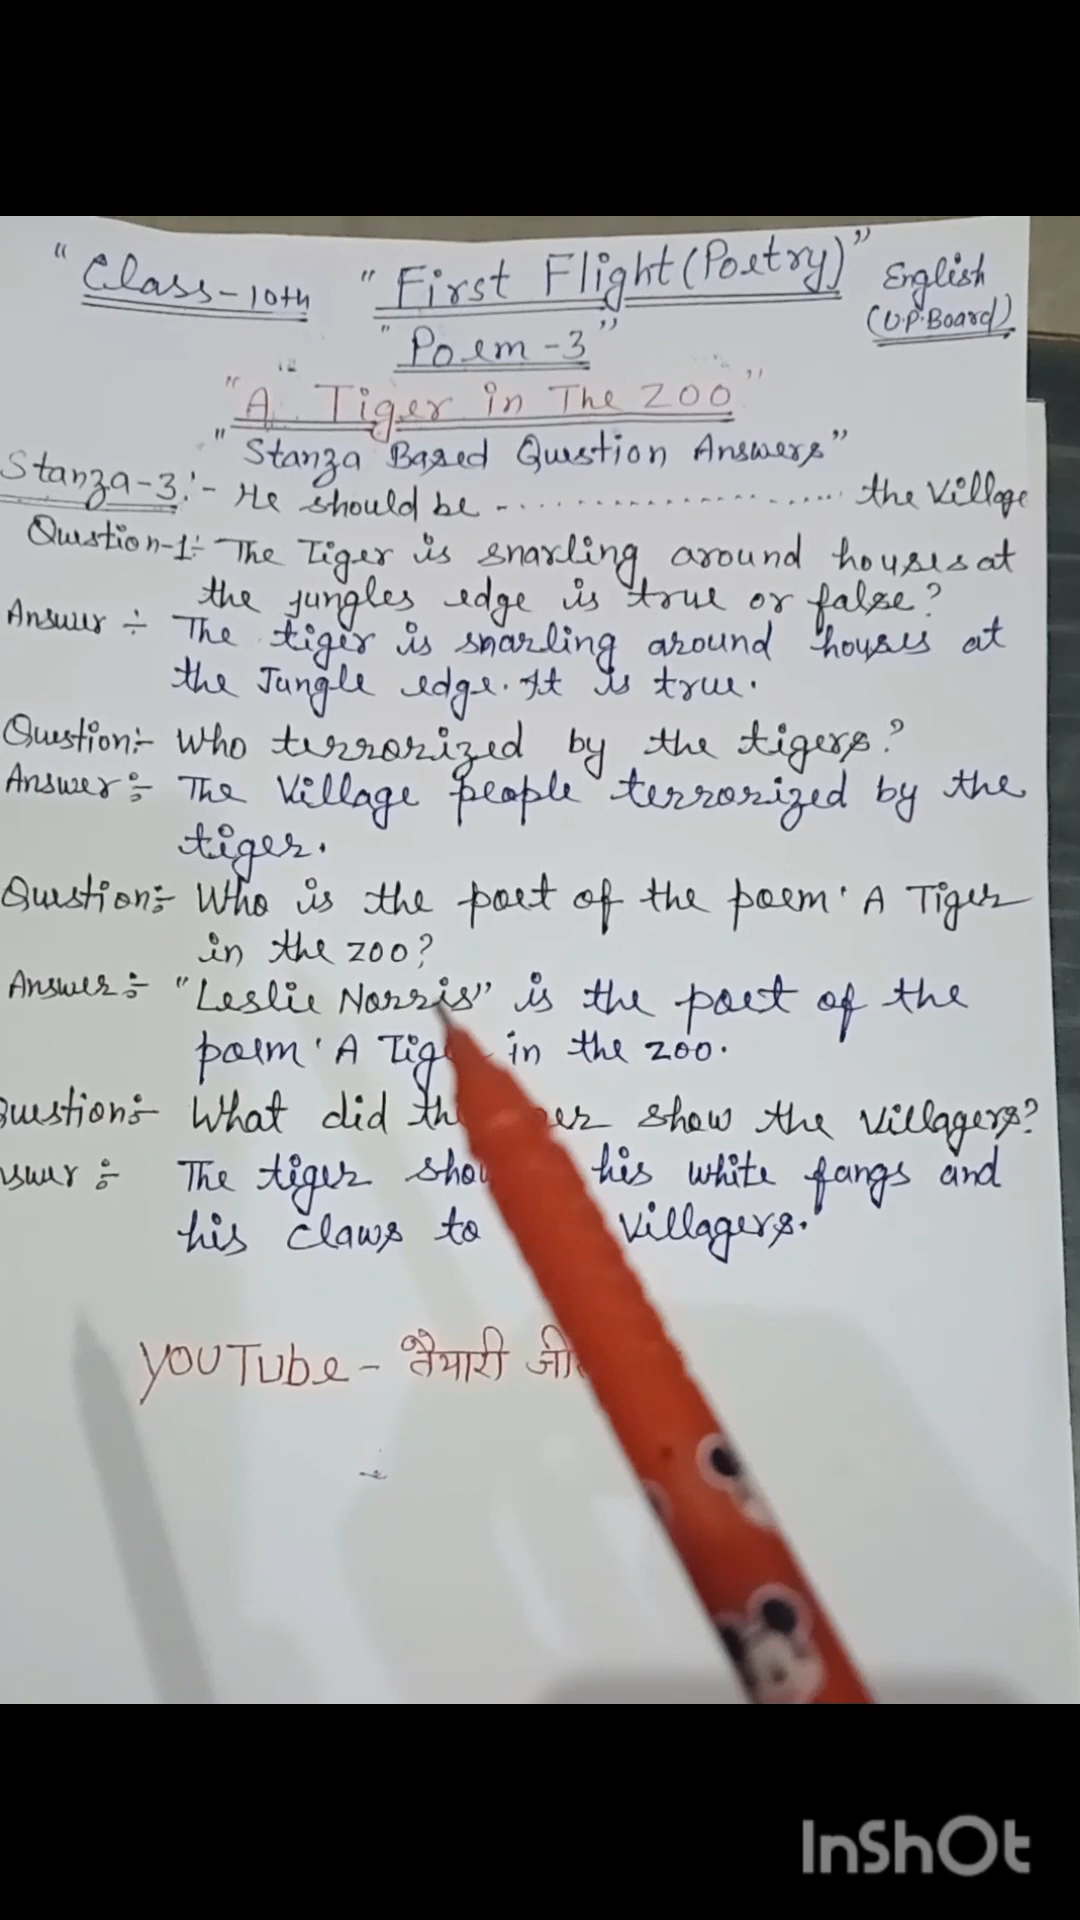 "Class-10th "First Flight (Poetry)" English
(U.P. Board)
"Poem-3"
"A Tiger in The ZOO"
"Stanza Based Question Answers"
Stanza-3:- He should be -................... the Village
Question-1:- The Tiger is snarling around houses at
the jungles edge is true or false?
Answer ÷ The tiger is snarling around houses at
the Jungle edge. It is true.
Question:- Who terrorized by the tigers?
Answer:- The Village people terrorized by the
tiger.
Question:- Who is the poet of the poem 'A Tiger
in the zoo?
Answer:- "Leslie Norris" is the poet of the
poem 'A Tig in the zoo.
Question:- What did th er show the villagers?
nswer:- The tiger sho his white fangs and
his claws to villagers.
YOUTube - तैयारी जी
InShOt